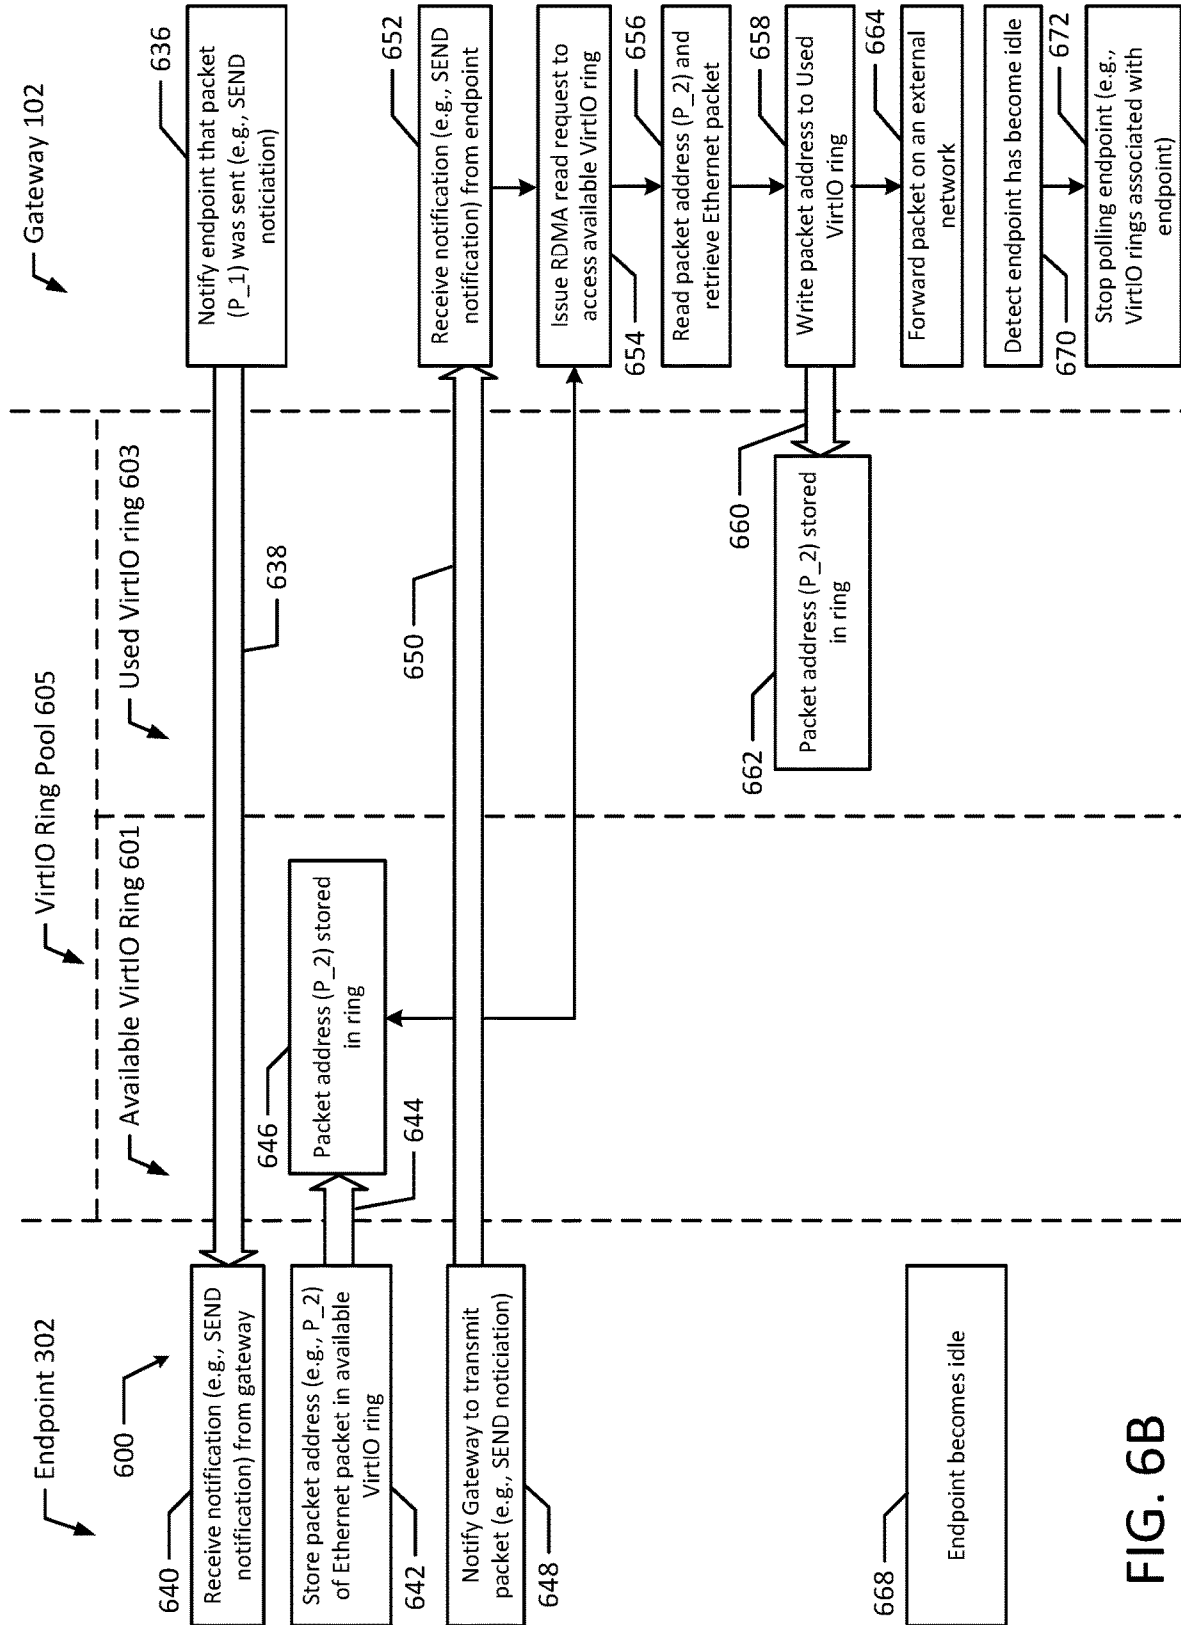 Endpoint 302
VirtIO Ring Pool 605
Gateway 102
600
Available VirtIO Ring 601
Used VirtIO ring 603
636
Notify endpoint that packet
(P_1) was sent (e.g., SEND
noticiation)
638
640
Receive notification (e.g., SEND
notification) from gateway
642
Store packet address (e.g., P_2)
of Ethernet packet in available
VirtIO ring
644
646
Packet address (P_2) stored
in ring
648
Notify Gateway to transmit
packet (e.g., SEND noticiation)
650
652
Receive notification (e.g., SEND
notification) from endpoint
654
Issue RDMA read request to
access available VirtIO ring
656
Read packet address (P_2) and
retrieve Ethernet packet
658
Write packet address to Used
VirtIO ring
660
662
Packet address (P_2) stored
in ring
664
Forward packet on an external
network
668
Endpoint becomes idle
670
Detect endpoint has become idle
672
Stop polling endpoint (e.g.,
VirtIO rings associated with
endpoint)
FIG. 6B